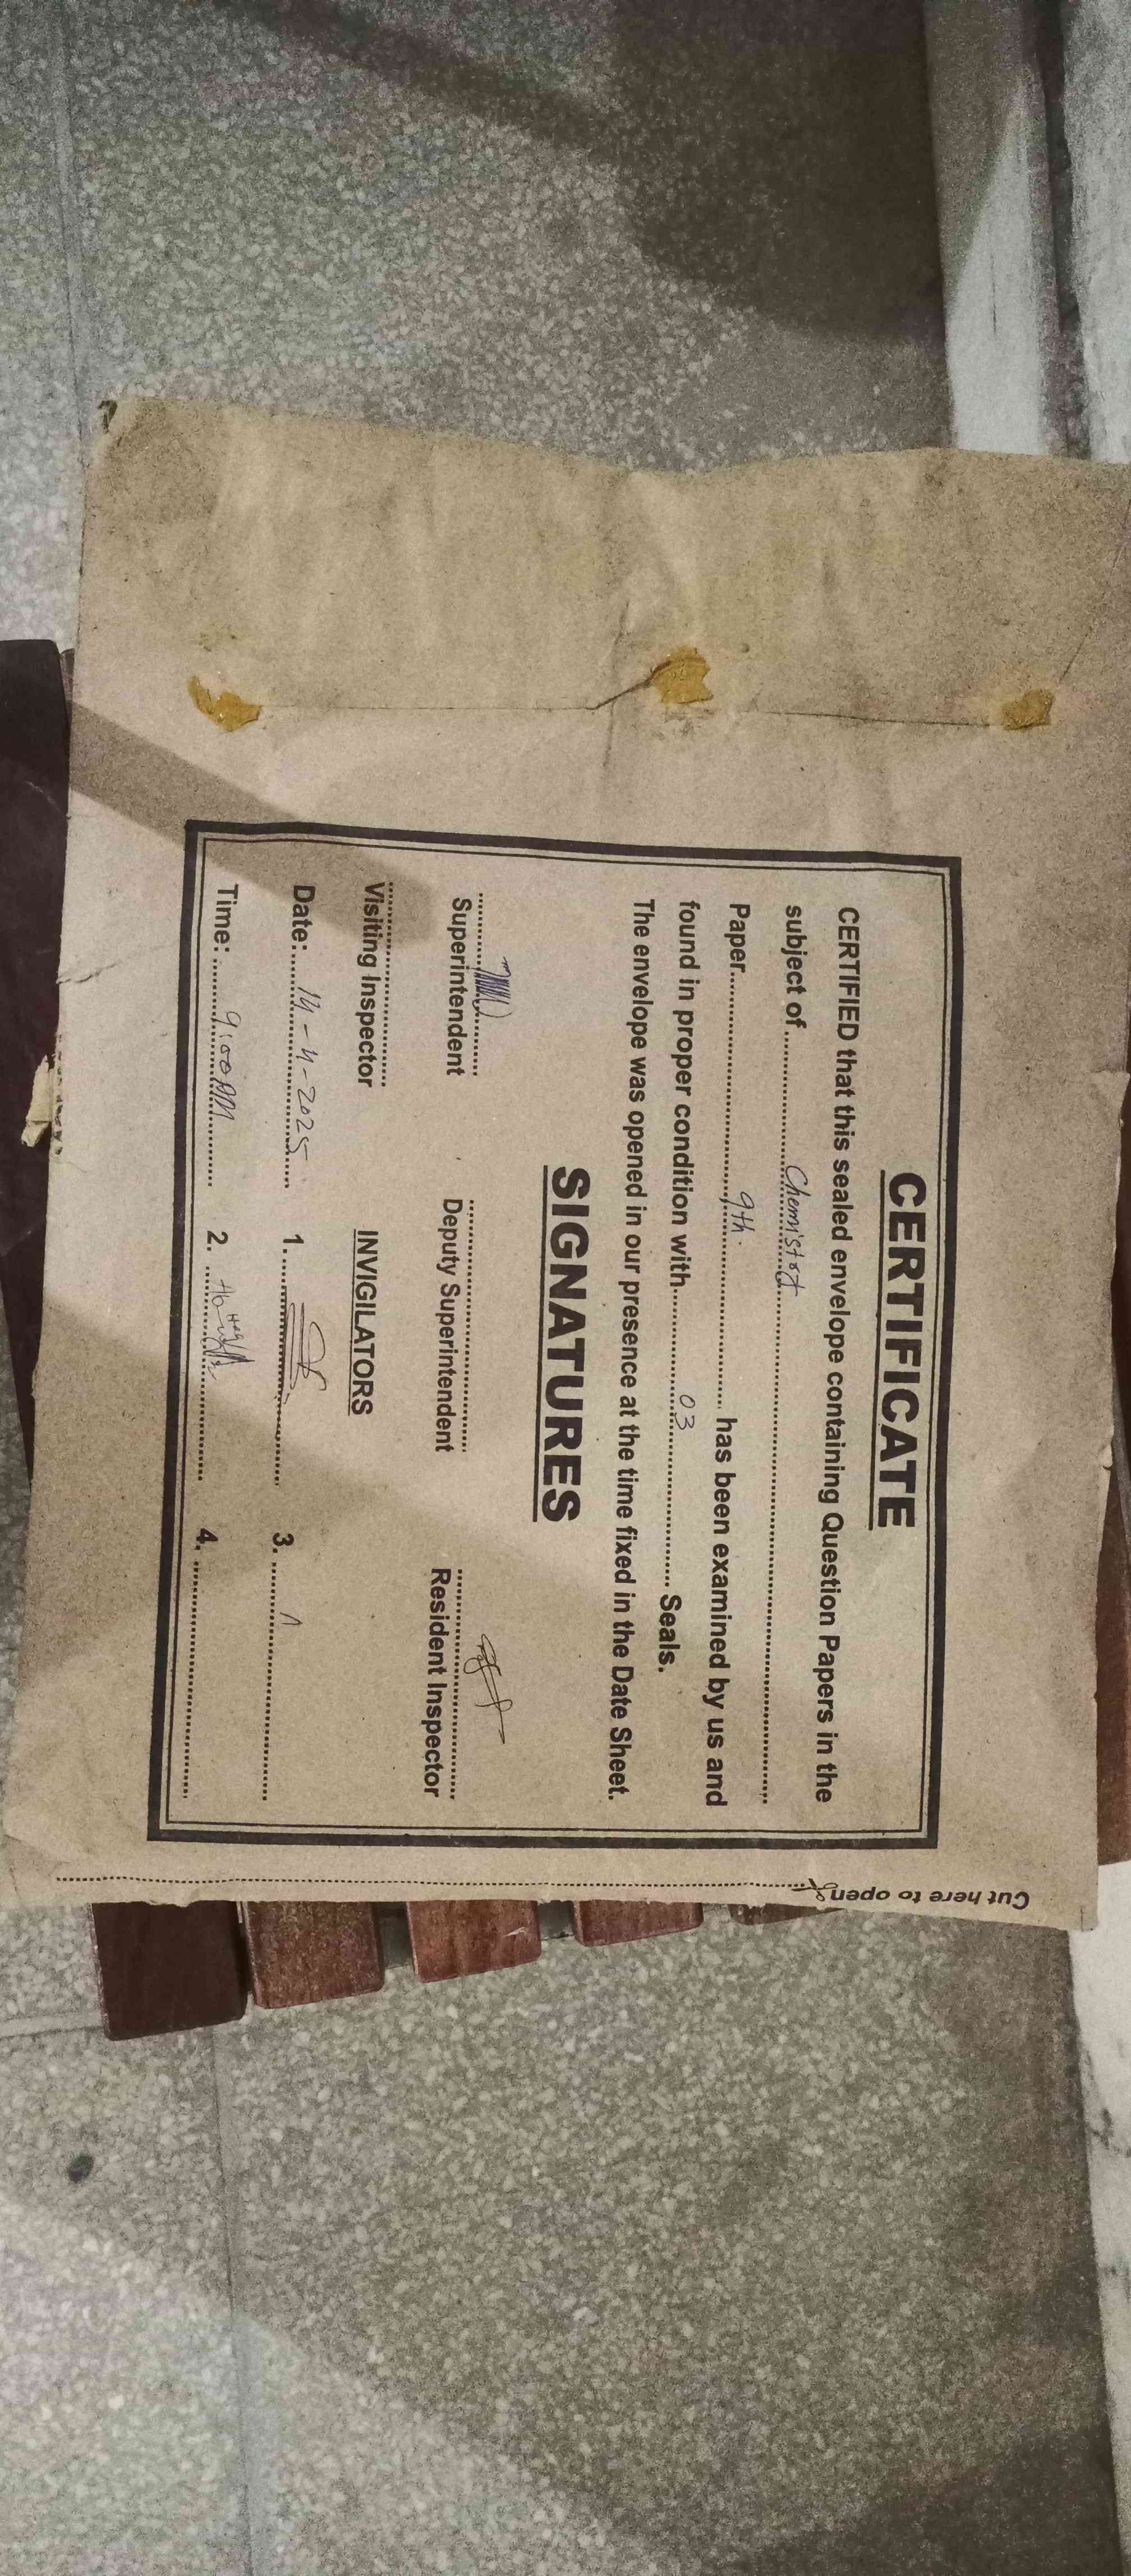 CERTIFICATE
CERTIFIED that this sealed envelope containing Question Papers in the
subject of.......... Chemistry ..........
Paper.......... 9th. .......... has been examined by us and
found in proper condition with.......... 03 .......... Seals.
The envelope was opened in our presence at the time fixed in the Date Sheet.
SIGNATURES
Superintendent Deputy Superintendent Resident Inspector
Visiting Inspector INVIGILATORS
Date: 14-4-2025 1. .......... 3. ..........
Time: 9:00 AM 2. .......... 4. ..........
Cut here to open